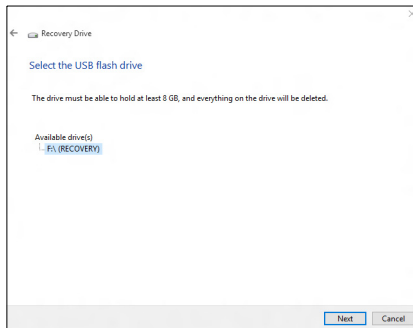 Recovery Drive
Select the USB flash drive
The drive must be able to hold at least 8 GB, and everything on the drive will be deleted.
Available drive(s)
F:\ (RECOVERY)
Next Cancel